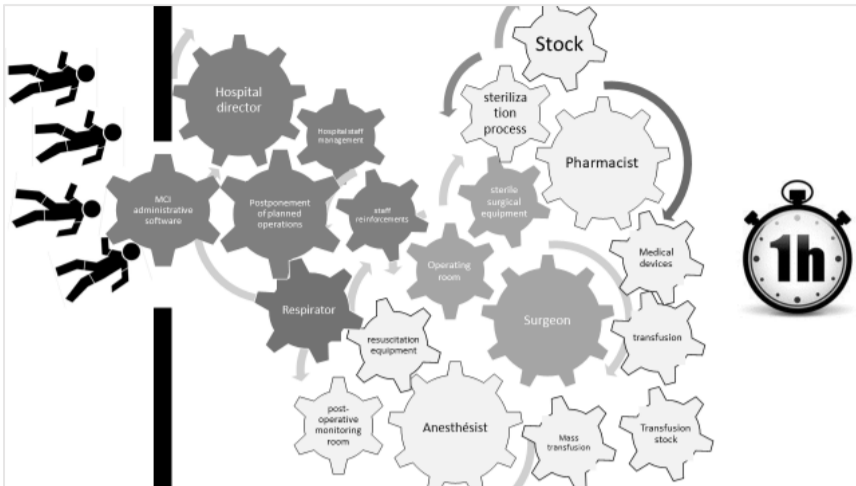 Stock
Hospital
director
steriliza
tion
process
Hospital staff
management
Pharmacist
MCI
administrative
software
Postponement
of planned
operations
staff
reinforcements
sterile
surgical
equipment
Medical
devices
1h
Operating
room
Respirator
Surgeon
resuscitation
equipment
transfusion
post-
operative
monitoring
room
Anesthésist
Mass
transfusion
Transfusion
stock